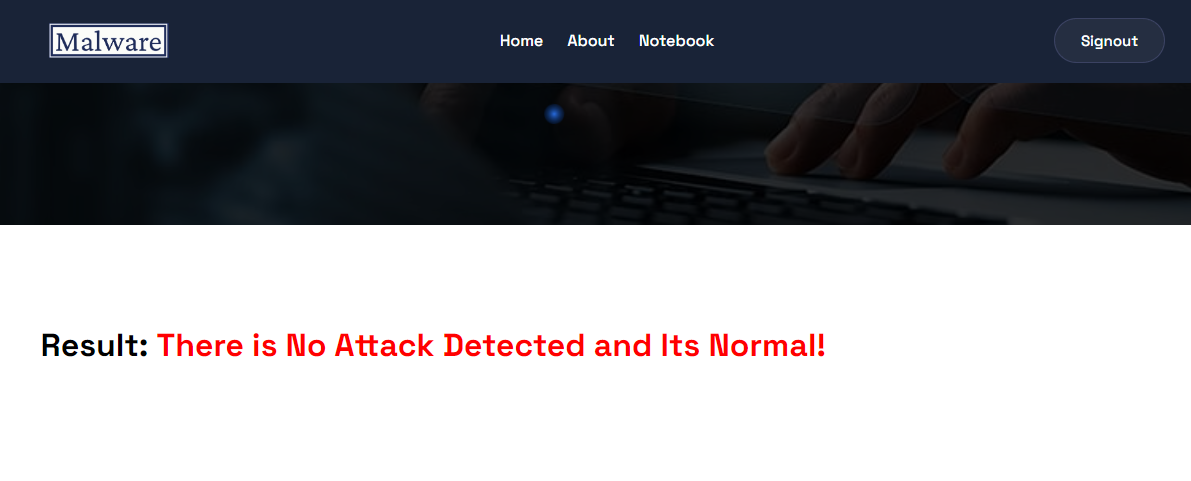 Malware
Home About Notebook
Signout
Result: There is No Attack Detected and Its Normal!